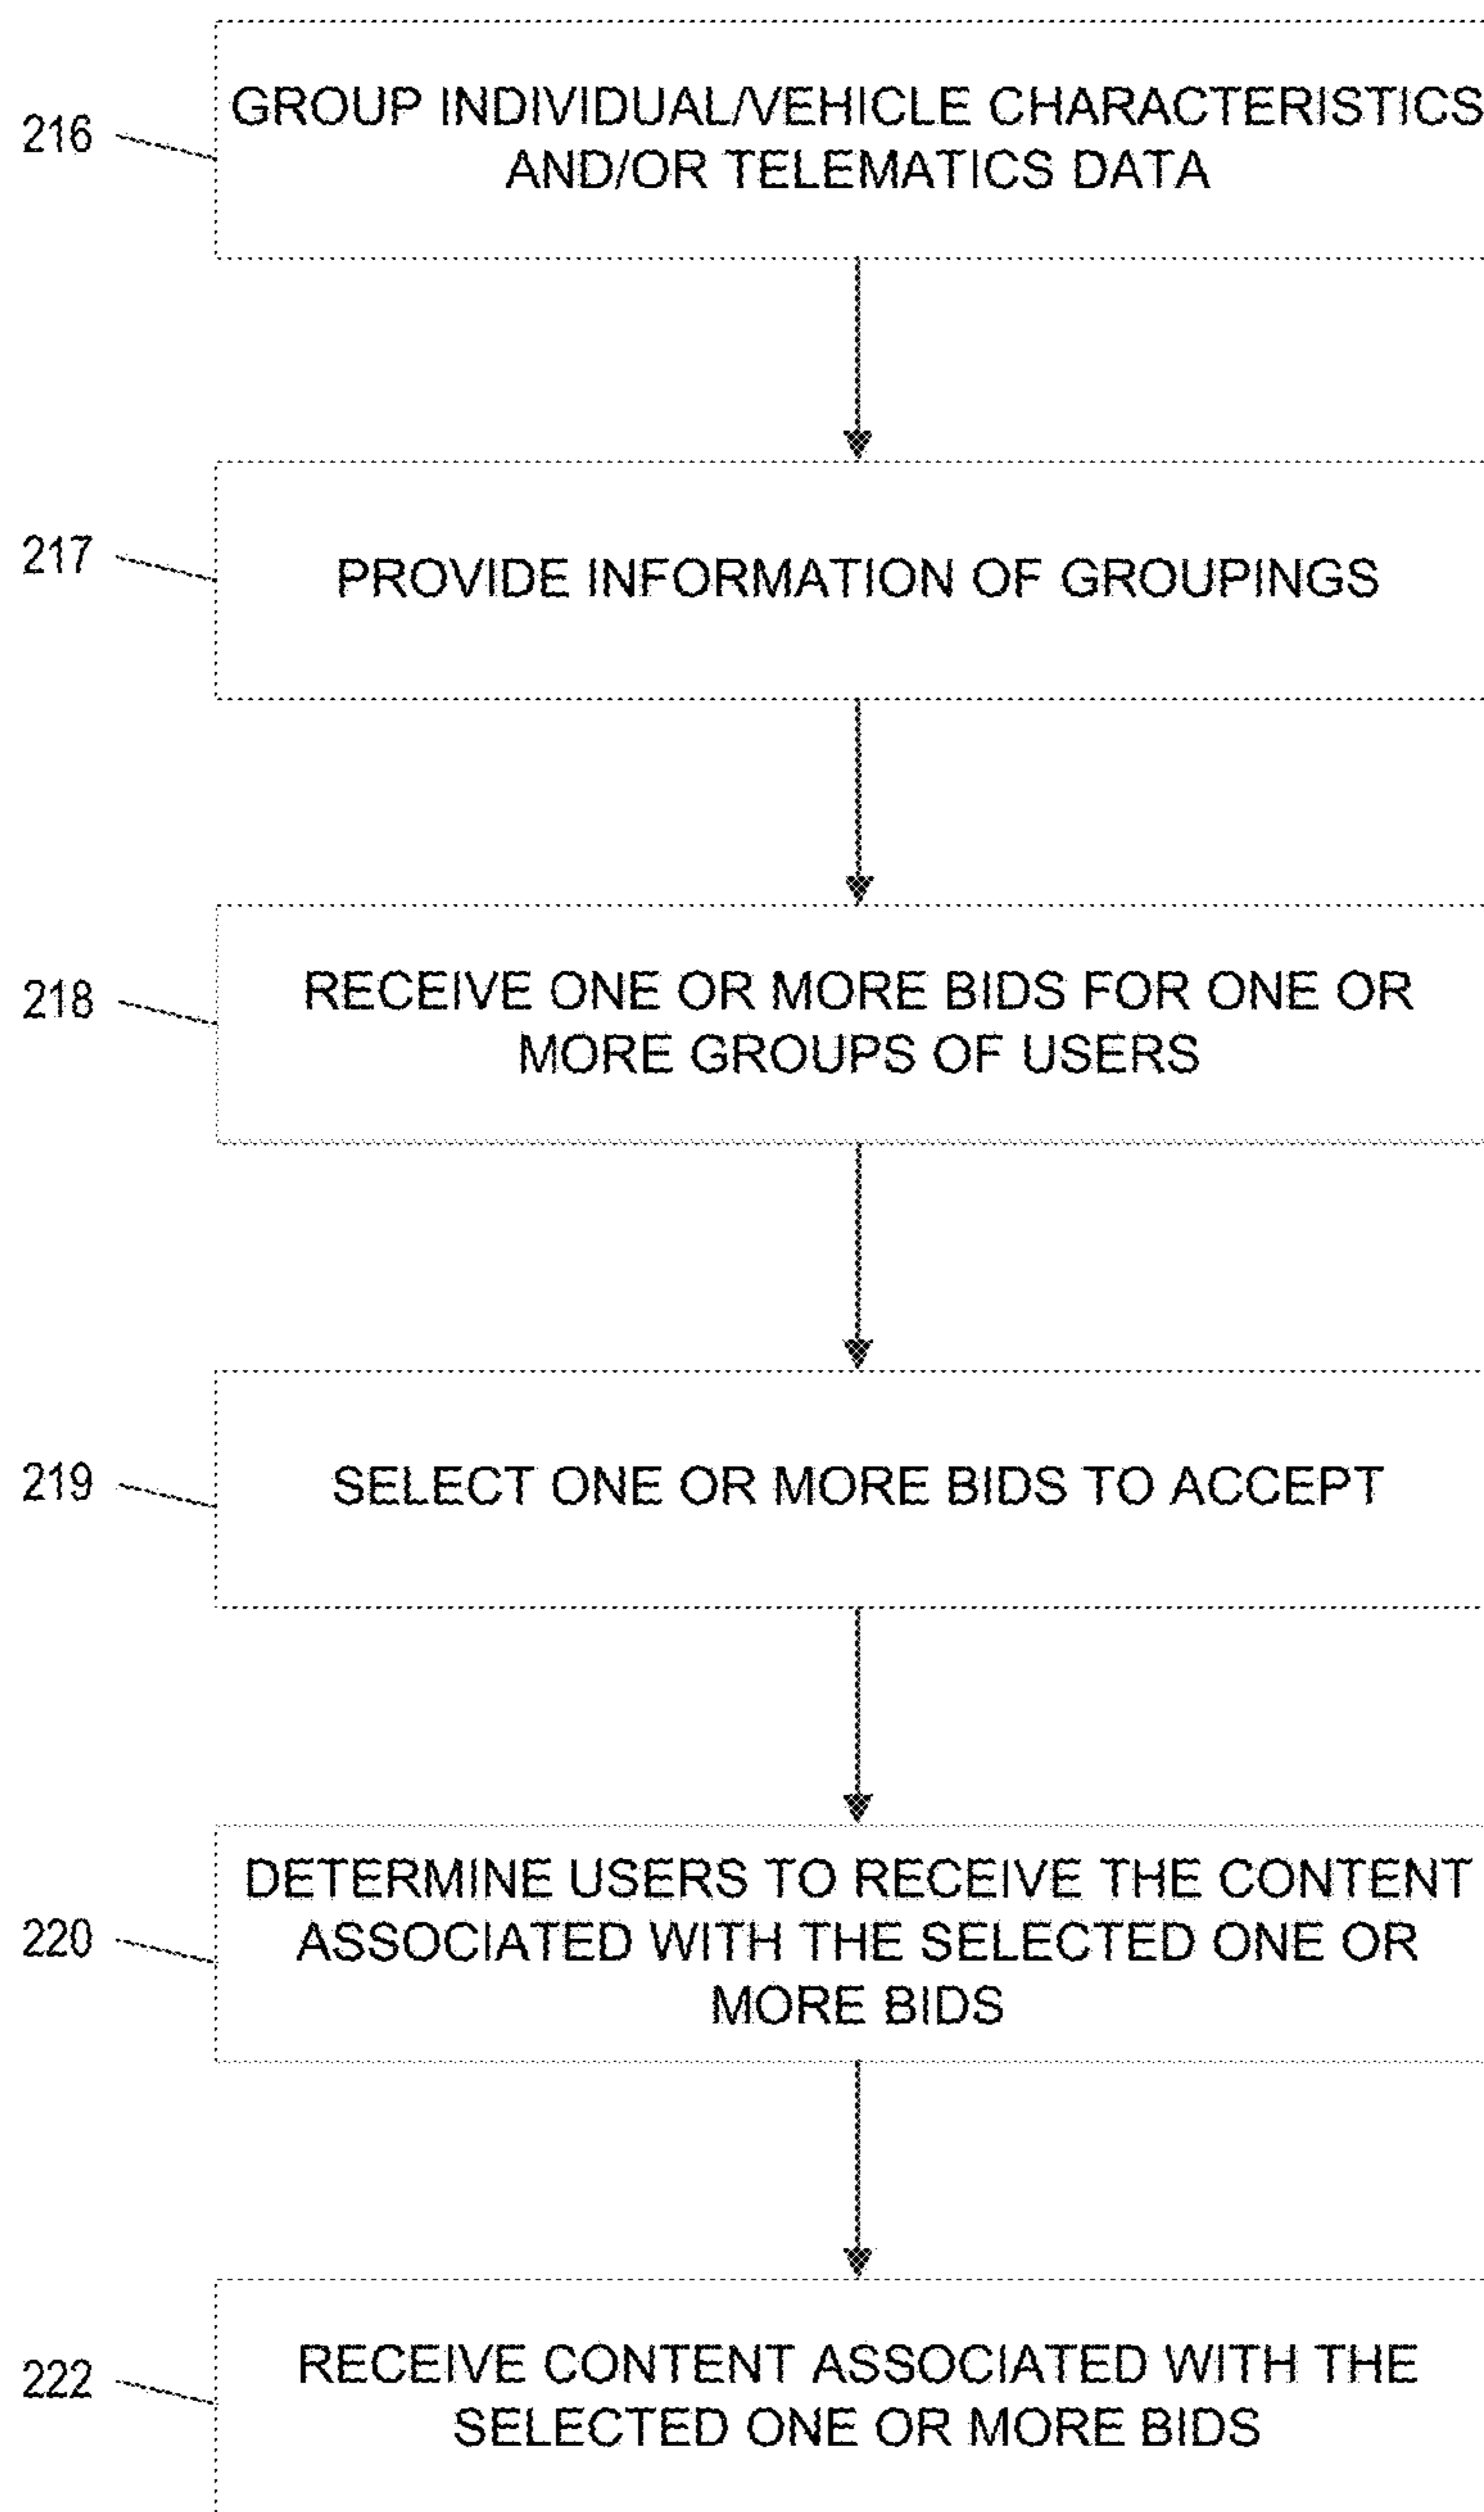 216
GROUP INDIVIDUAL/VEHICLE CHARACTERISTICS
AND/OR TELEMATICS DATA
217
PROVIDE INFORMATION OF GROUPINGS
218
RECEIVE ONE OR MORE BIDS FOR ONE OR
MORE GROUPS OF USERS
219
SELECT ONE OR MORE BIDS TO ACCEPT
220
DETERMINE USERS TO RECEIVE THE CONTENT
ASSOCIATED WITH THE SELECTED ONE OR
MORE BIDS
222
RECEIVE CONTENT ASSOCIATED WITH THE
SELECTED ONE OR MORE BIDS